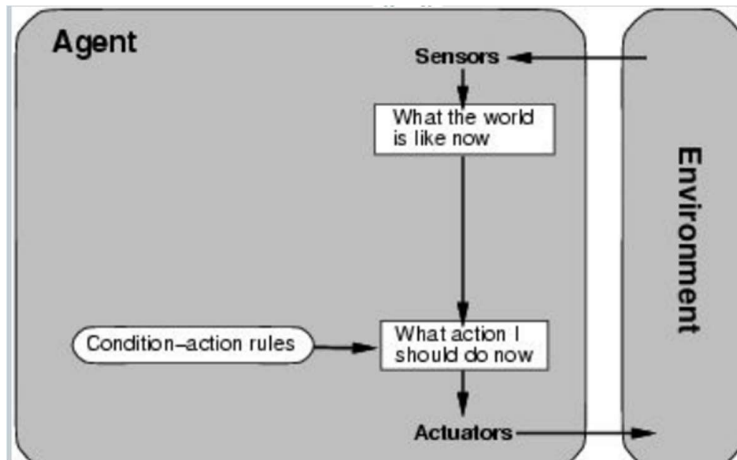 Agent
Sensors
What the world
is like now
Environment
Condition–action rules
What action I
should do now
Actuators